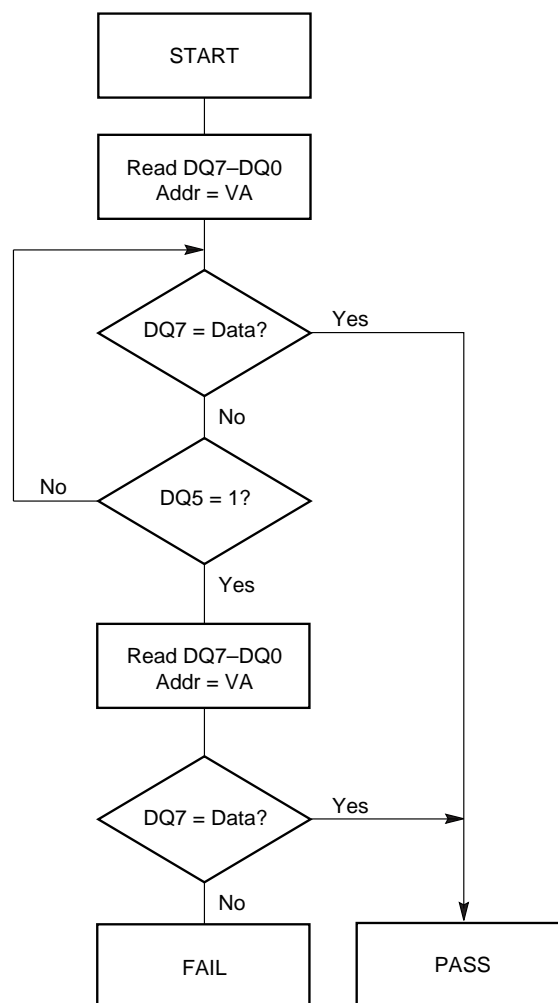 START
Read DQ7–DQ0
Addr = VA
DQ7 = Data?
Yes
No
No
DQ5 = 1?
Yes
Read DQ7–DQ0
Addr = VA
DQ7 = Data?
Yes
No
FAIL
PASS